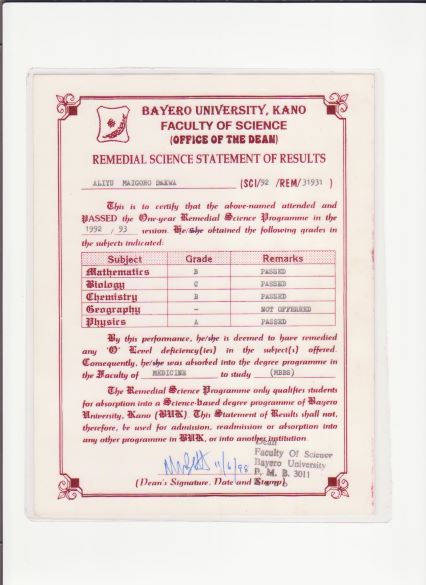 BAYERO UNIVERSITY, KANO
FACULTY OF SCIENCE
(OFFICE OF THE DEAN)
REMEDIAL SCIENCE STATEMENT OF RESULTS
ALIYU MAIGORO DAKWA (SCI/92 /REM/31931 )
This is to certify that the above-named attended and
PASSED the One-year Remedial Science Programme in the
1992 / 93 session. He/she obtained the following grades in
the subjects indicated:
Subject Grade Remarks
Mathematics B PASSED
Biology C PASSED
Chemistry B PASSED
Geography - NOT OFFERRED
Physics A PASSED
By this performance, he/she is deemed to have remedied
any 'O' Level deficiency(ies) in the subject(s) offered.
Consequently, he/she was absorbed into the degree programme in
the Faculty of MEDICINE to study (MBBS)
The Remedial Science Programme only qualifies students
for absorption into a Science-based degree programme of Bayero
University, Kano (BUK). This Statement of Results shall not,
therefore, be used for admission, readmission or absorption into
any other programme in BUK, or into another institution.
Dean
Faculty Of Science
Bayero University
P. M. B. 3011
11/6/98
(Dean's Signature, Date and Stamp)